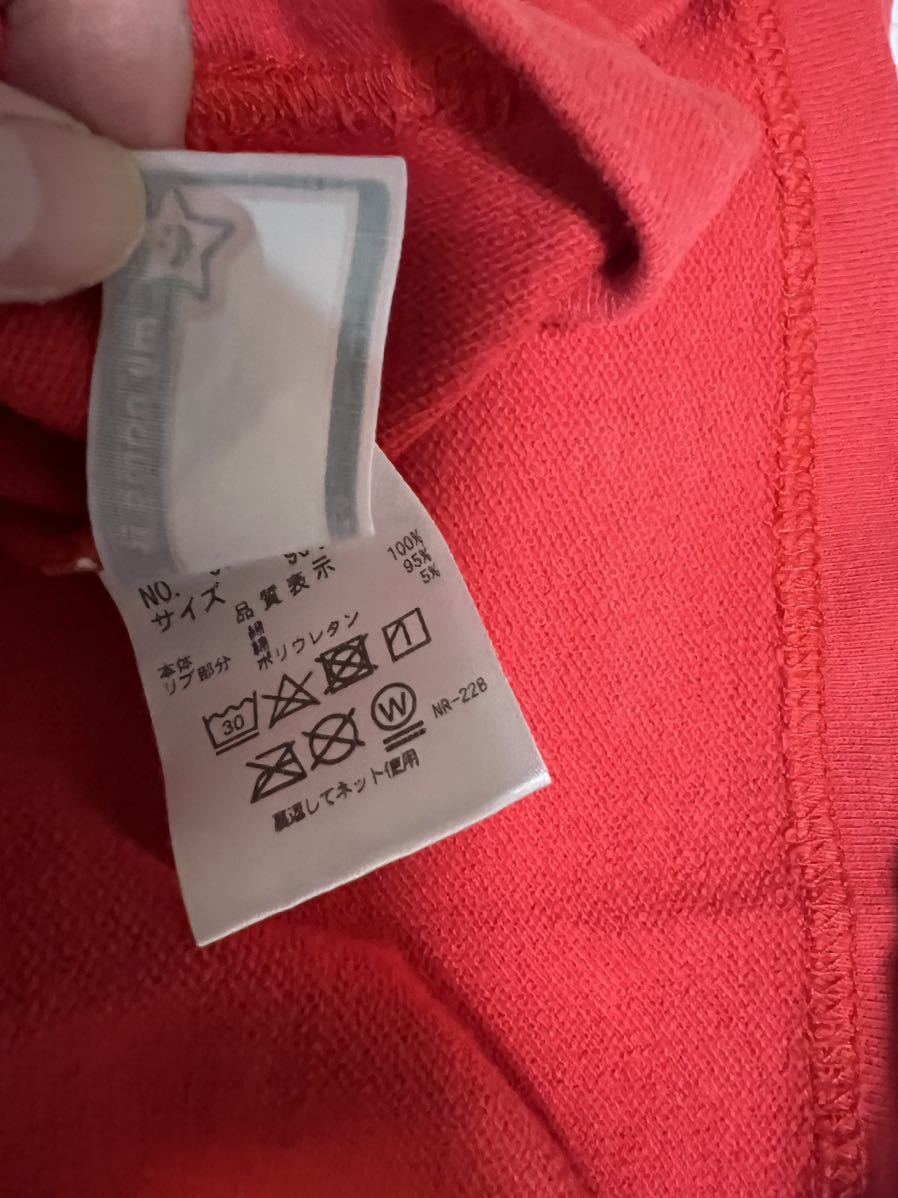 NO.
サイズ
品質表示
本体 綿 100%
リブ部分 綿 95%
ポリウレタン 5%
30
W
NR-228
裏返してネット使用